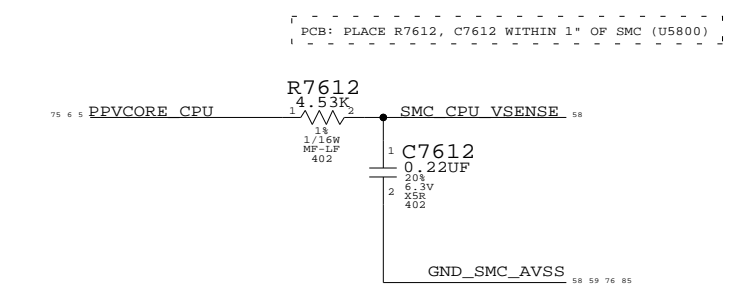 PCB: PLACE R7612, C7612 WITHIN 1" OF SMC (U5800)
R7612
4.53K
75 6 5 PPVCORE_CPU 1 2 SMC_CPU_VSENSE 58
1%
1/16W
MF-LF
402
1 C7612
0.22UF
20%
6.3V
2 X5R
402
GND_SMC_AVSS 58 59 76 85